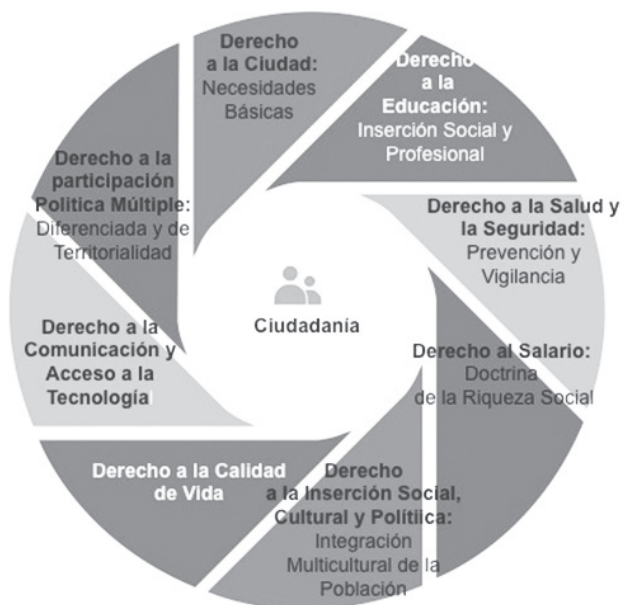 Derecho
a la Ciudad:
Necesidades
Básicas
Derecho
a la
Educación:
Inserción Social y
Profesional
Derecho a la Salud y
la Seguridad:
Prevención y
Vigilancia
Derecho al Salario:
Doctrina
de la Riqueza Social
Derecho
a la Inserción Social,
Cultural y Polítiica:
Integración
Multicultural de la
Población
Derecho a la Calidad
de Vida
Derecho a la
Comunicación y
Acceso a la
Tecnología
Derecho a la
participación
Politica Múltiple:
Diferenciada y de
Territorialidad
Ciudadanía